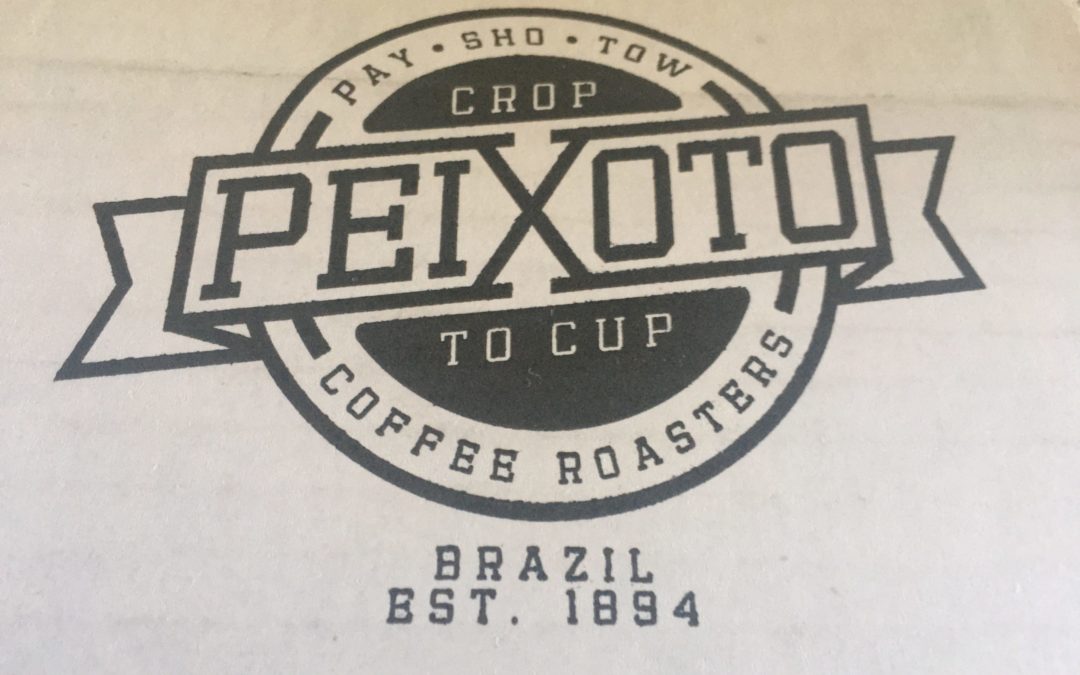 PAY • SHO • TOW
CROP
PEIXOTO
TO CUP
COFFEE ROASTERS
BRAZIL
EST. 1894